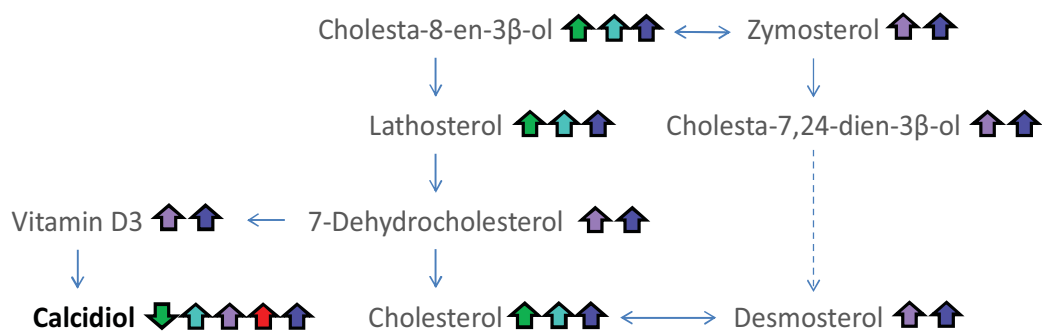 Cholesta-8-en-3β-ol Zymosterol
Lathosterol Cholesta-7,24-dien-3β-ol
Vitamin D3 7-Dehydrocholesterol
Calcidiol Cholesterol Desmosterol